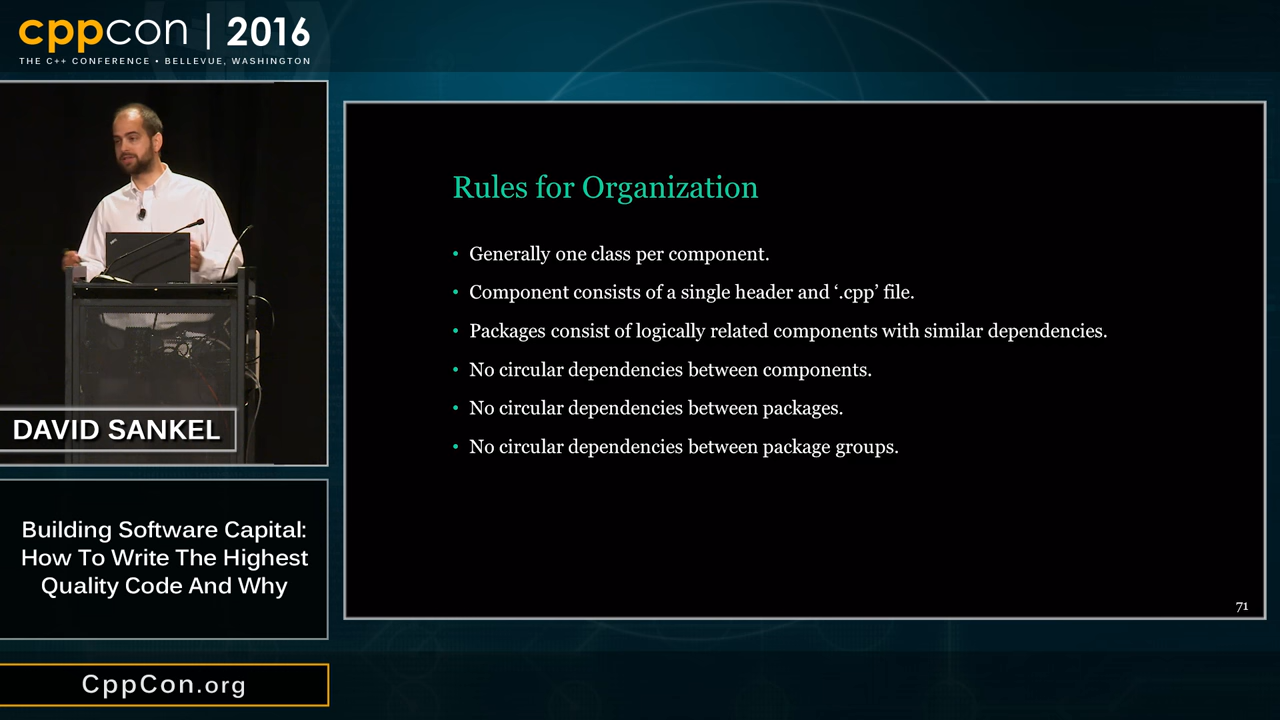 cppcon | 2016
THE C++ CONFERENCE • BELLEVUE, WASHINGTON
DAVID SANKEL
Building Software Capital:
How To Write The Highest
Quality Code And Why
CppCon.org
Rules for Organization
• Generally one class per component.
• Component consists of a single header and ‘.cpp’ file.
• Packages consist of logically related components with similar dependencies.
• No circular dependencies between components.
• No circular dependencies between packages.
• No circular dependencies between package groups.
71